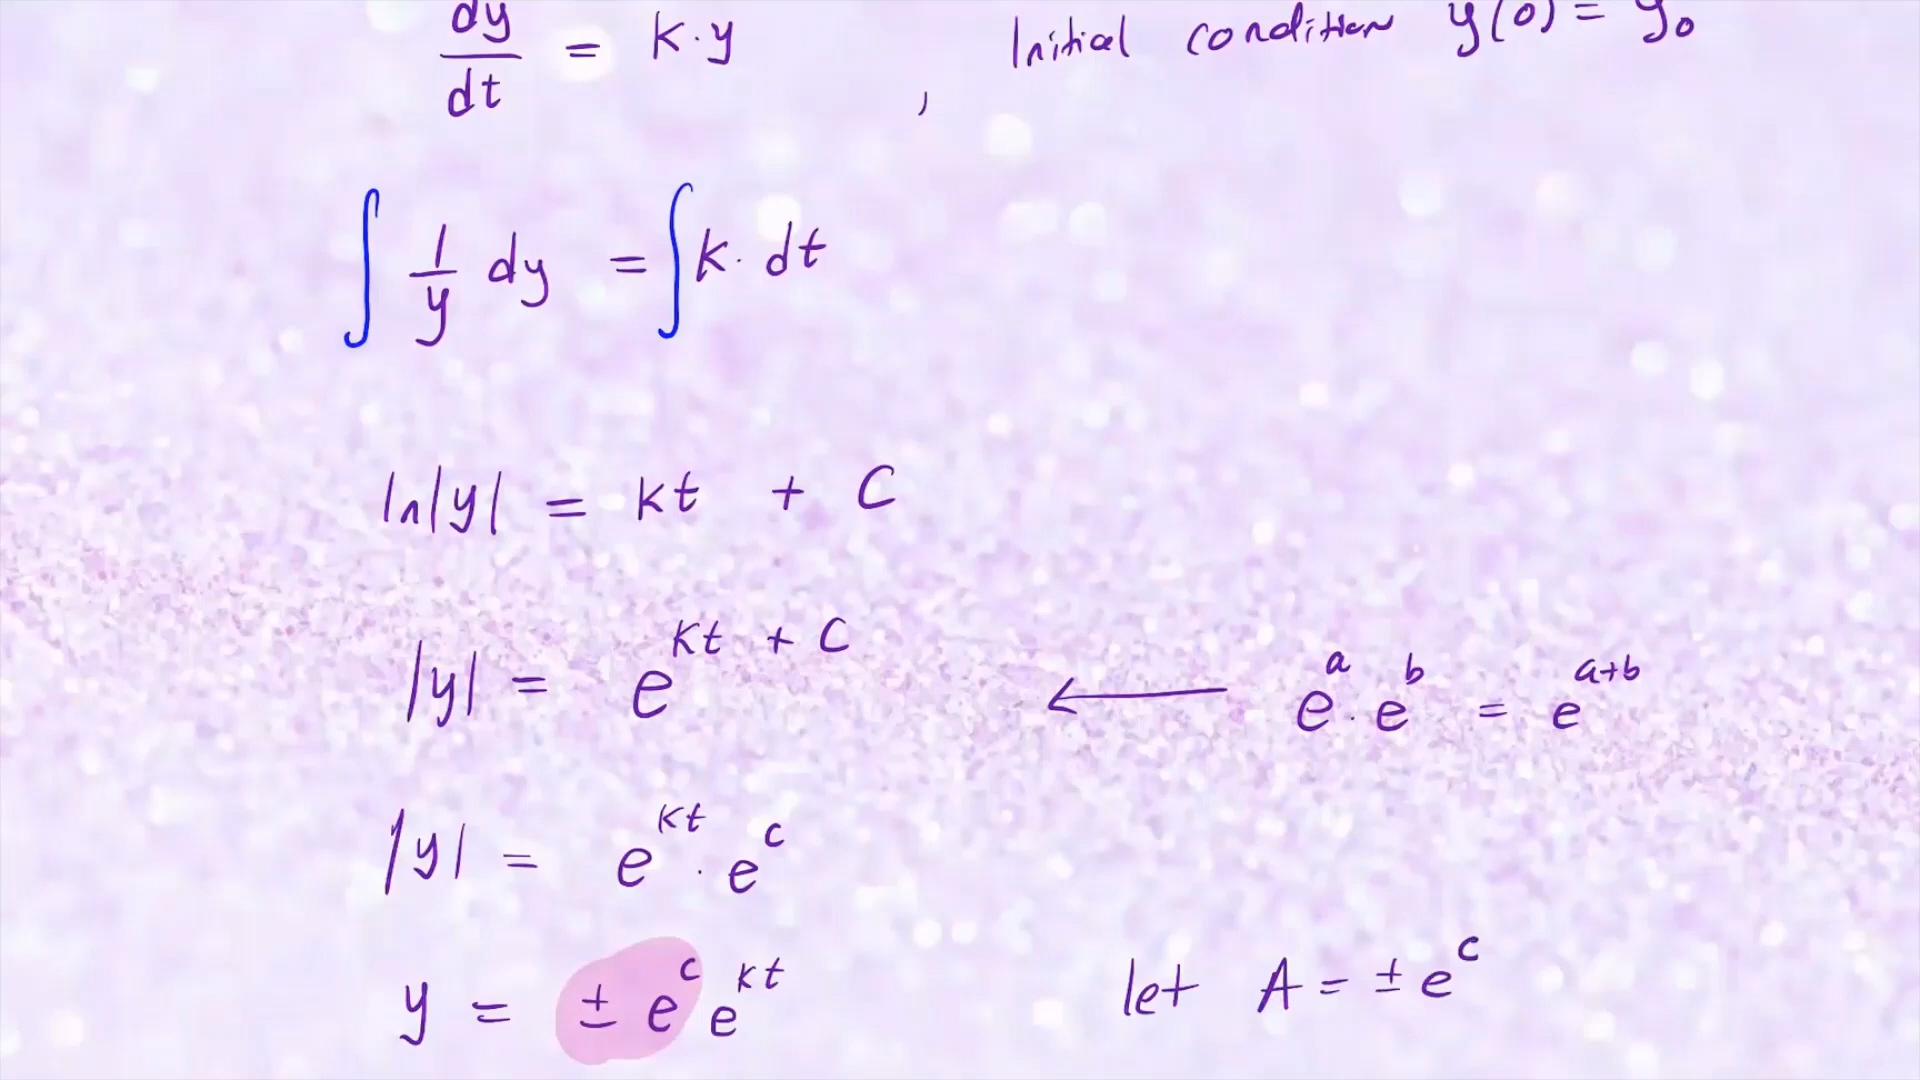 dy/dt = k·y , Initial condition y(0) = y₀
∫ 1/y dy = ∫ k· dt
ln|y| = kt + C
|y| = e^(kt + C) ← e^a · e^b = e^(a+b)
|y| = e^(kt) · e^c
y = ± e^c e^(kt) let A = ± e^c